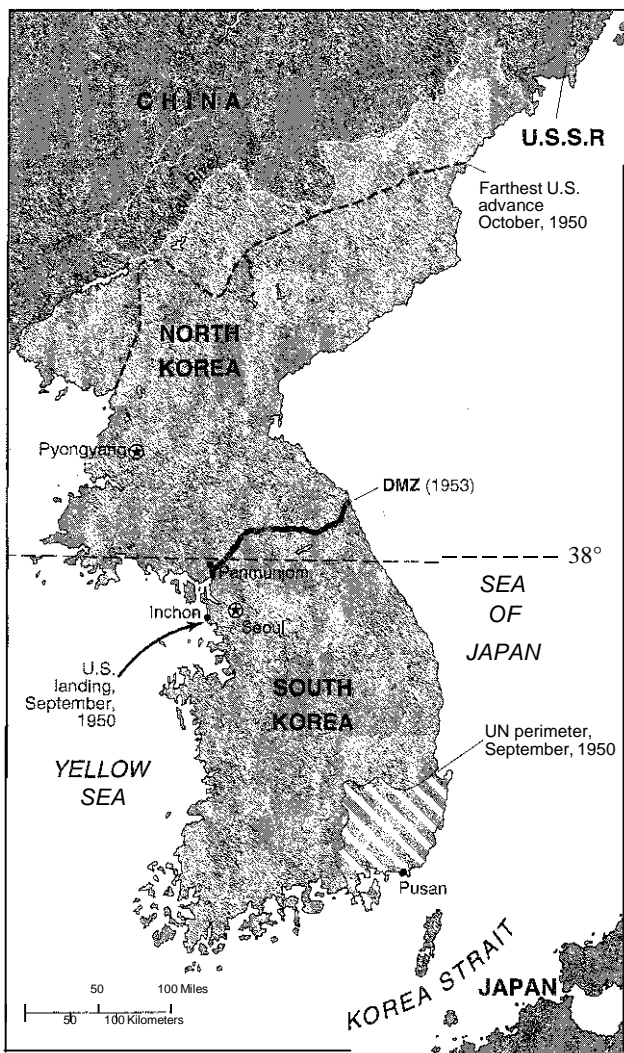 CHINA
U.S.S.R
Farthest U.S.
advance
October, 1950
River
NORTH
KOREA
Pyongyang
DMZ (1953)
38°
Panmunjom
SEA
OF
JAPAN
Inchon
Seoul
U.S.
landing,
September,
1950
SOUTH
KOREA
UN perimeter,
September, 1950
YELLOW
SEA
Pusan
KOREA STRAIT
JAPAN
50 100 Miles
50 100 Kilometers